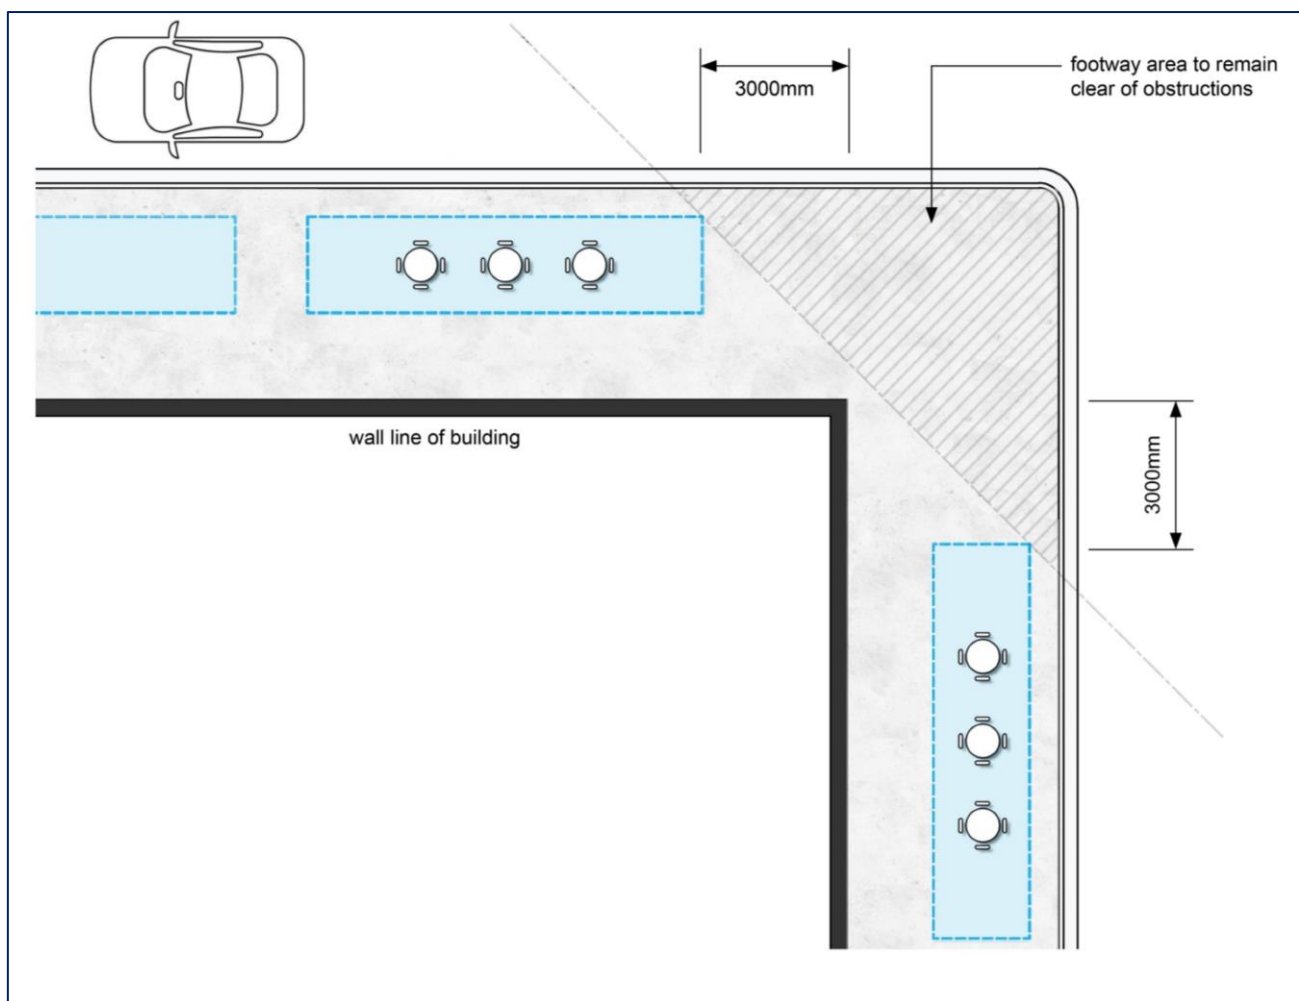 3000mm
footway area to remain
clear of obstructions
wall line of building
3000mm